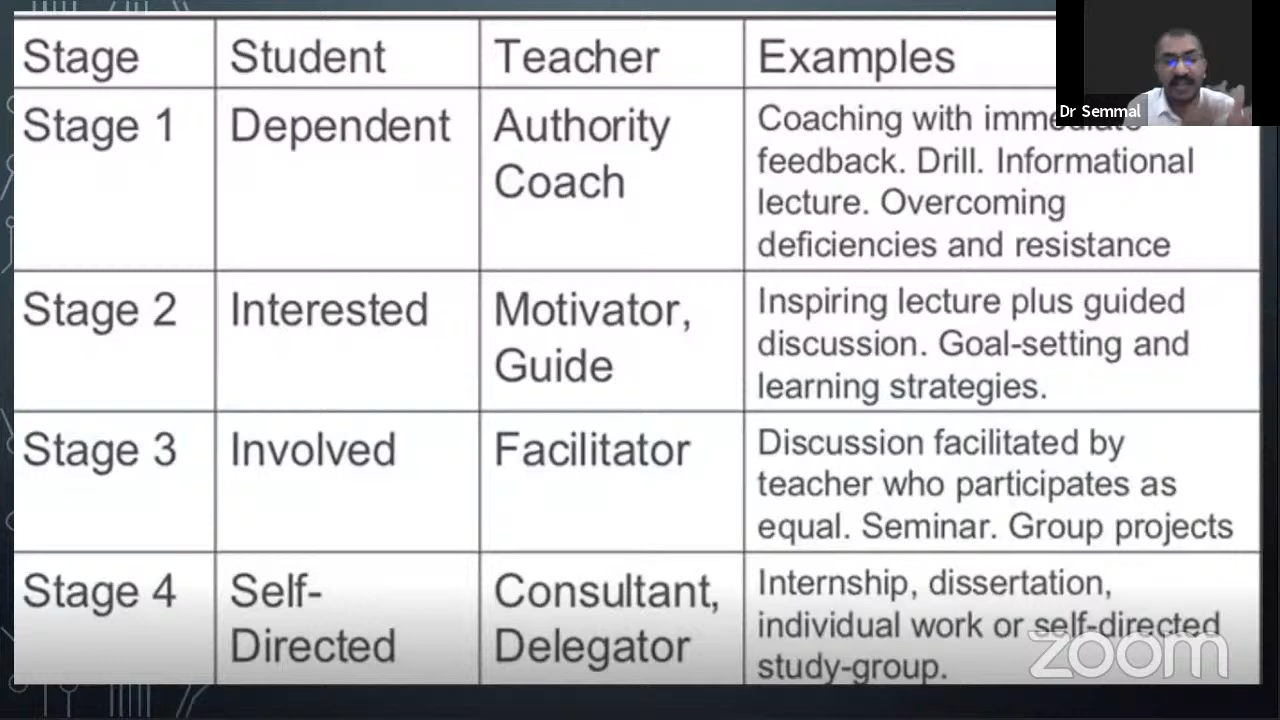 Stage Student Teacher Examples
Dr Semmal
Stage 1 Dependent Authority
Coach
Coaching with immediate
feedback. Drill. Informational
lecture. Overcoming
deficiencies and resistance
Stage 2 Interested Motivator,
Guide
Inspiring lecture plus guided
discussion. Goal-setting and
learning strategies.
Stage 3 Involved Facilitator
Discussion facilitated by
teacher who participates as
equal. Seminar. Group projects
Stage 4 Self-
Directed
Consultant,
Delegator
Internship, dissertation,
individual work or self-directed
study-group.
zoom